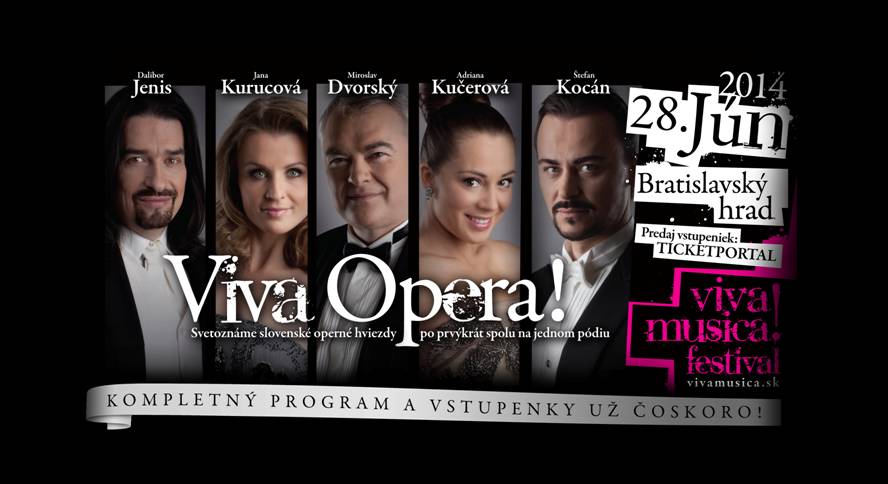 Dalibor
Jenis
Jana
Kurucová
Miroslav
Dvorský
Adriana
Kučerová
Štefan
Kocán
2014
28. Jún
Bratislavský
hrad
Predaj vstupeniek:
TICKETPORTAL
Viva Opera!
Svetoznáme slovenské operné hviezdy po prvýkrát spolu na jednom pódiu
viva
musica!
festival
vivamusica.sk
KOMPLETNÝ PROGRAM A VSTUPENKY UŽ ČOSKORO!